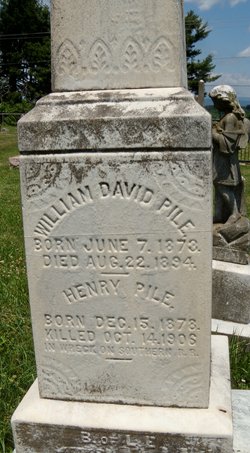 WILLIAM DAVID PILE.
BORN JUNE 7. 1873.
DIED AUG. 22. 1894.
HENRY PILE.
BORN DEC. 15. 1878.
KILLED OCT. 14. 1906
IN WRECK ON SOUTHERN R.R.
B. of L. E.